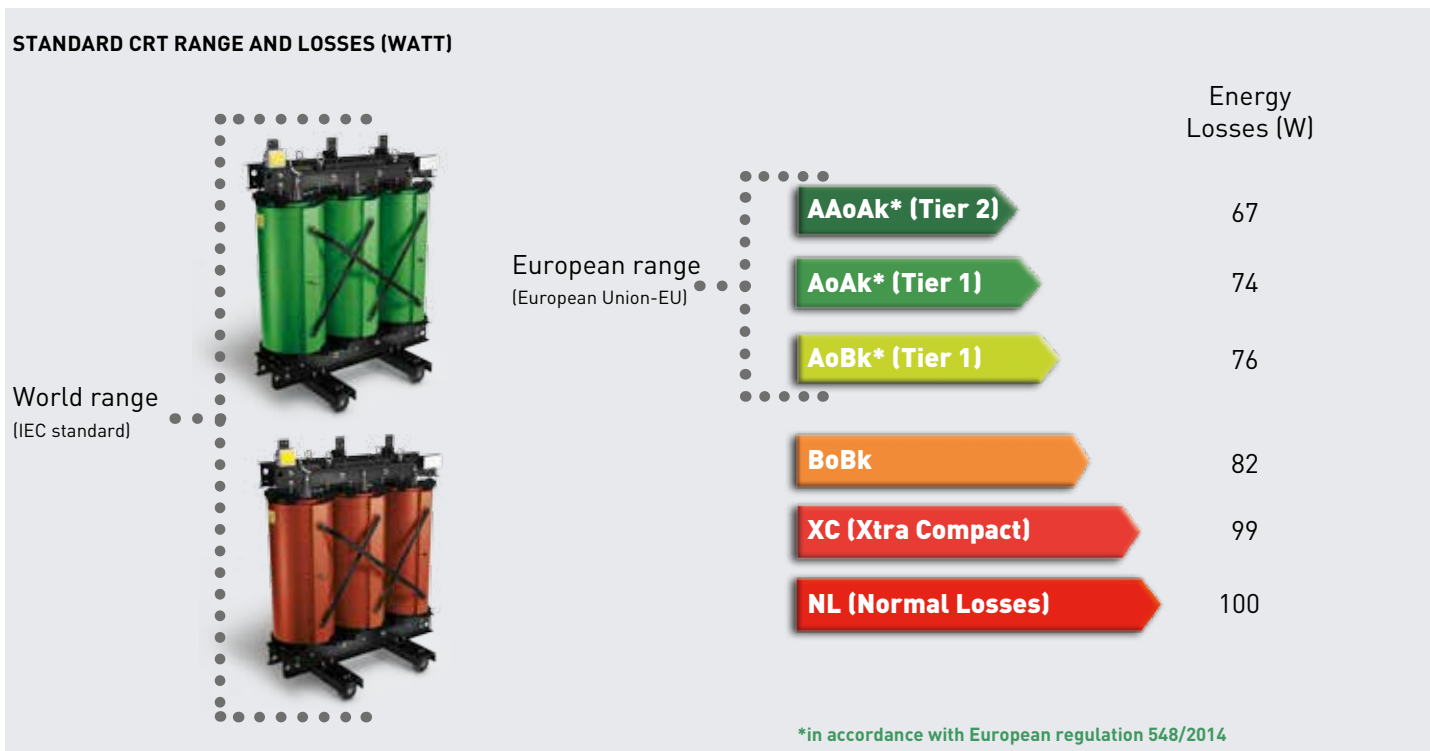 STANDARD CRT RANGE AND LOSSES (WATT)
Energy
Losses (W)
World range
(IEC standard)
European range
(European Union-EU)
AAoAk* (Tier 2)
67
AoAk* (Tier 1)
74
AoBk* (Tier 1)
76
BoBk
82
XC (Xtra Compact)
99
NL (Normal Losses)
100
*in accordance with European regulation 548/2014